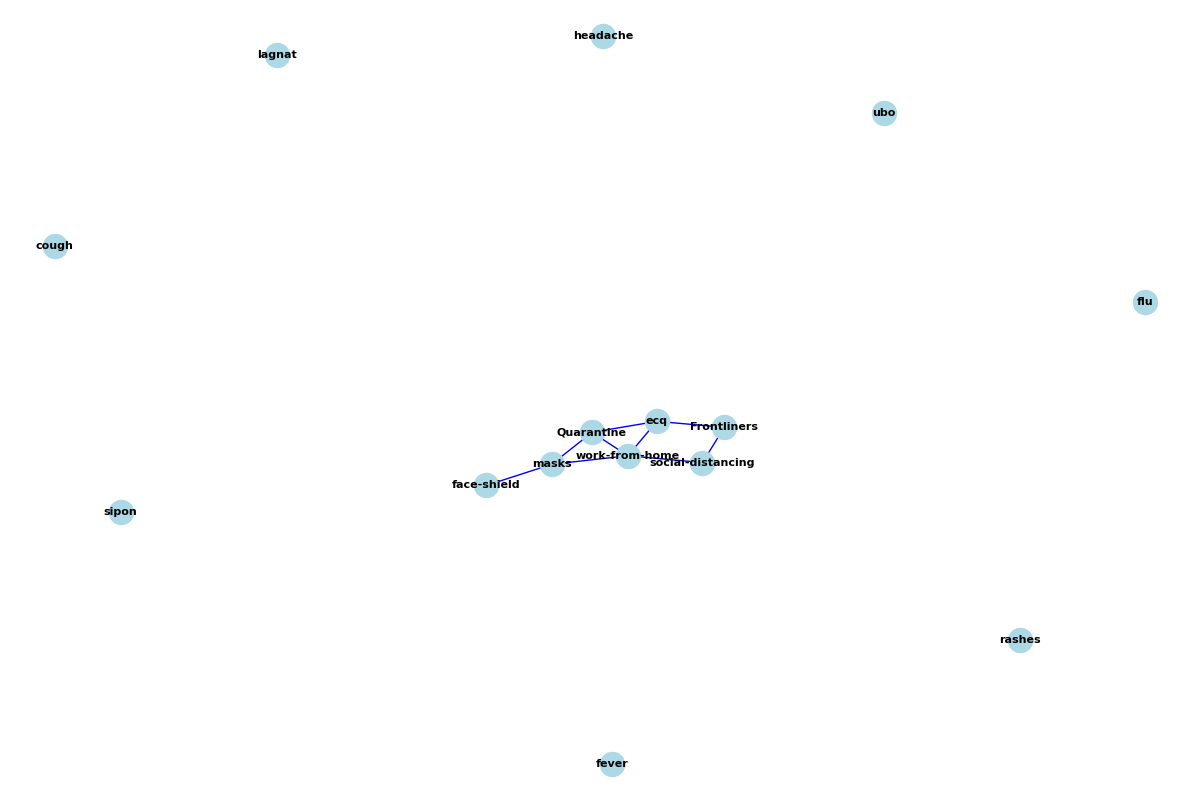 headache
lagnat
ubo
cough
flu
ecq
Frontliners
Quarantine
work-from-home
social-distancing
masks
face-shield
sipon
rashes
fever